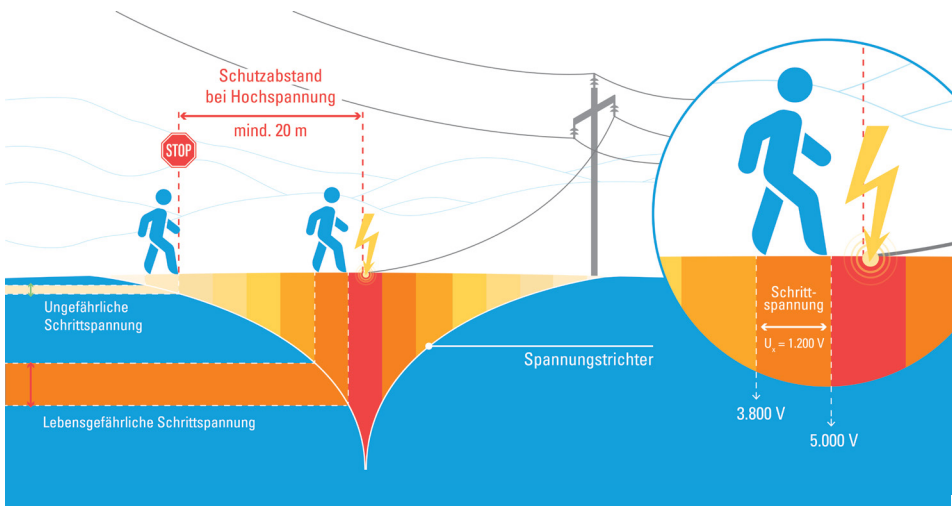 Schutzabstand
bei Hochspannung
mind. 20 m
STOP
Ungefährliche
Schrittspannung
Lebensgefährliche Schrittspannung
Spannungstrichter
Schritt-
spannung
Uₓ = 1.200 V
3.800 V
5.000 V